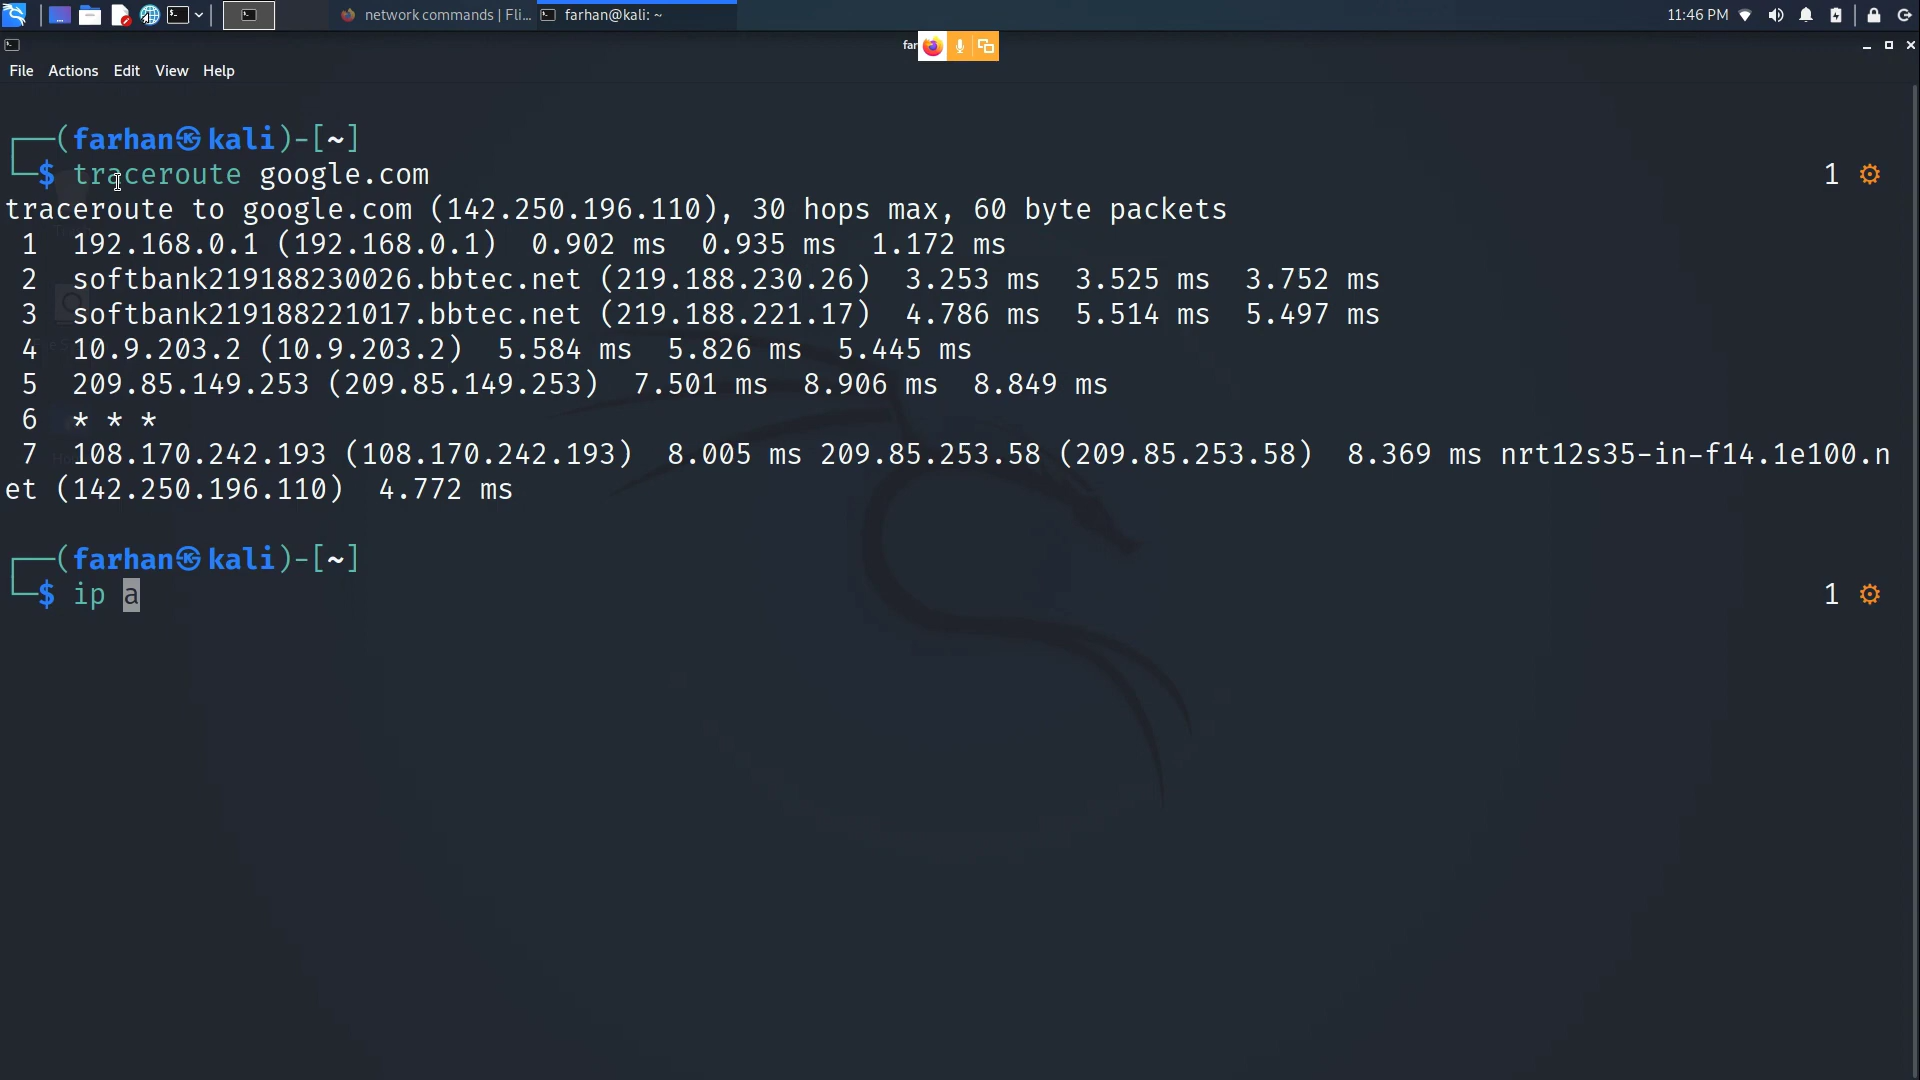 network commands | Fli...
farhan@kali: ~
11:46 PM
far
File Actions Edit View Help
┌──(farhan㉿kali)-[~]
└─$ traceroute google.com
1 ⚙
traceroute to google.com (142.250.196.110), 30 hops max, 60 byte packets
1 192.168.0.1 (192.168.0.1) 0.902 ms 0.935 ms 1.172 ms
2 softbank219188230026.bbtec.net (219.188.230.26) 3.253 ms 3.525 ms 3.752 ms
3 softbank219188221017.bbtec.net (219.188.221.17) 4.786 ms 5.514 ms 5.497 ms
4 10.9.203.2 (10.9.203.2) 5.584 ms 5.826 ms 5.445 ms
5 209.85.149.253 (209.85.149.253) 7.501 ms 8.906 ms 8.849 ms
6 * * *
7 108.170.242.193 (108.170.242.193) 8.005 ms 209.85.253.58 (209.85.253.58) 8.369 ms nrt12s35-in-f14.1e100.n
et (142.250.196.110) 4.772 ms
┌──(farhan㉿kali)-[~]
└─$ ip a
1 ⚙